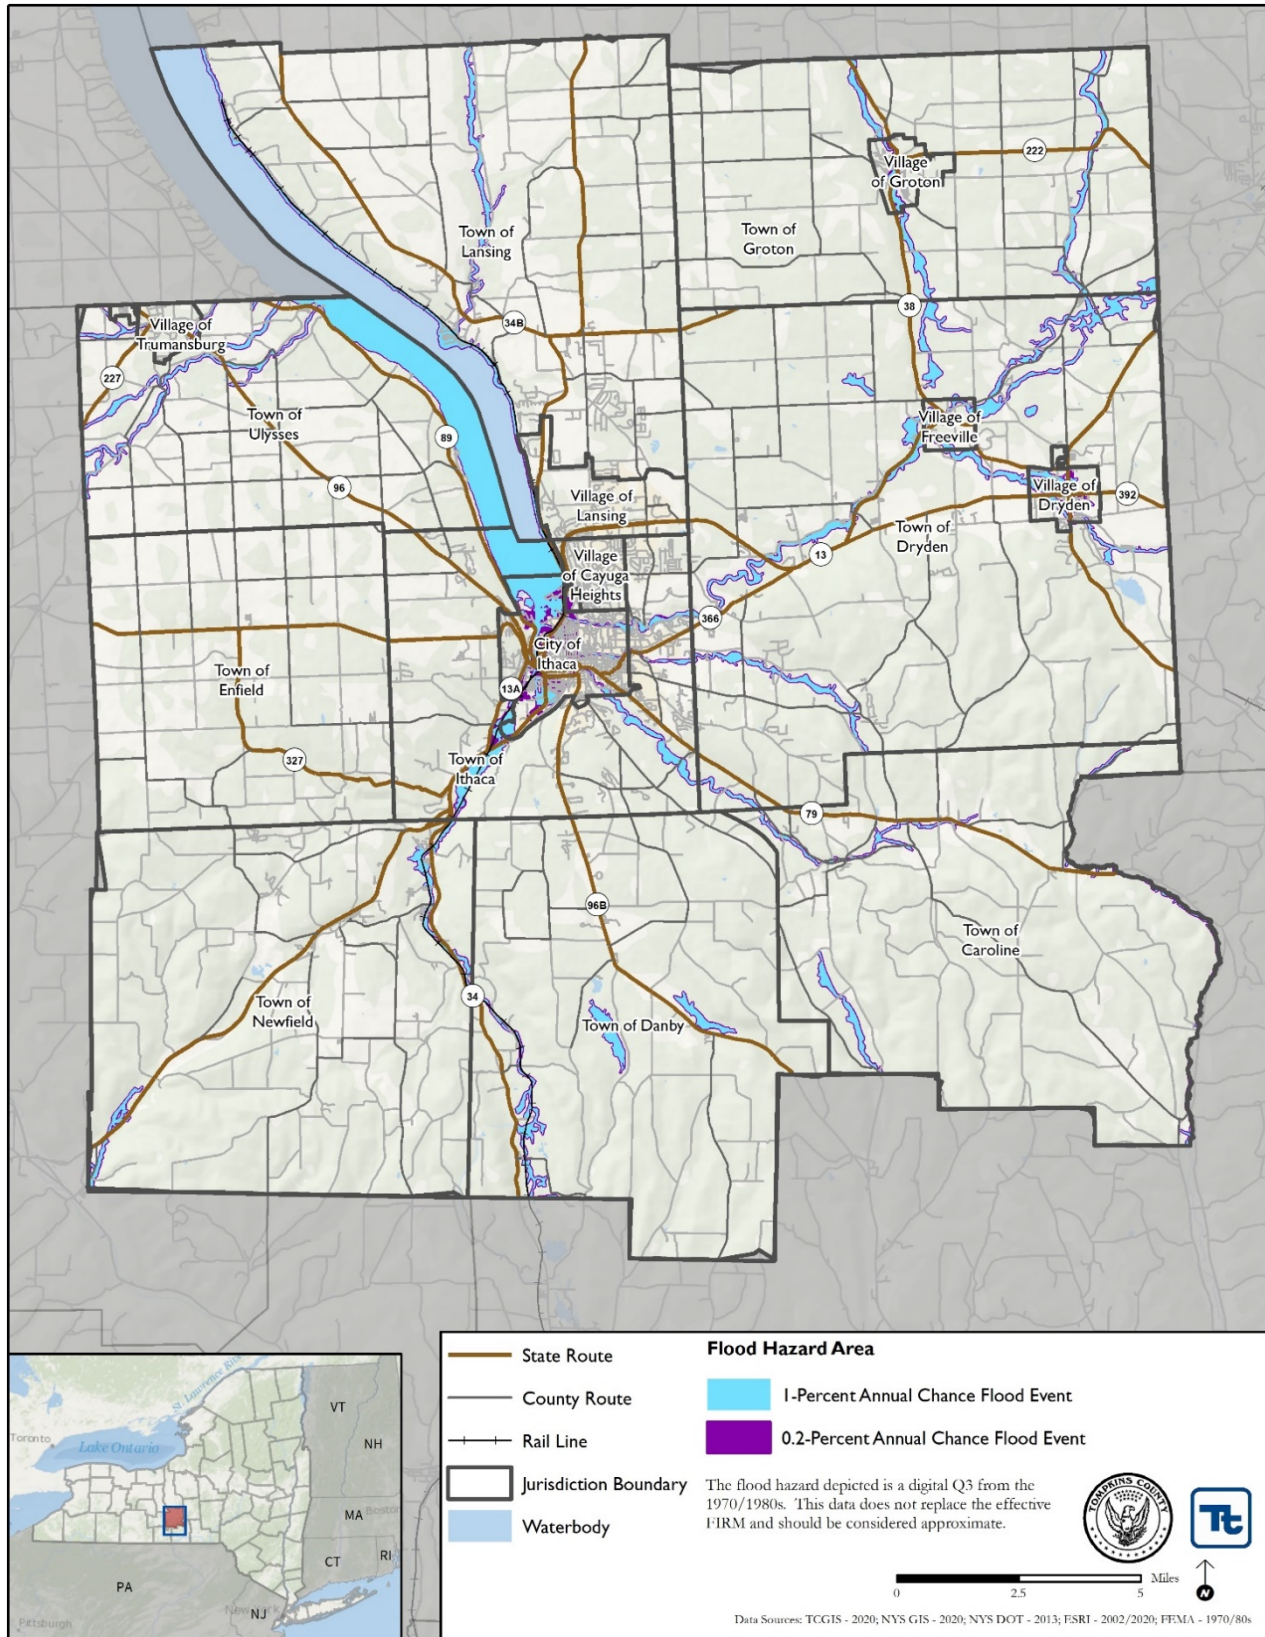 222
Village
of Groton
Town of
Lansing
Town of
Groton
38
34B
Village of
Trumansburg
227
Town of
Ulysses
89
Village of
Freeville
96
Village of
Lansing
Village of
Dryden
392
Town of
Dryden
13
Village
of Cayuga
Heights
366
City of
Ithaca
Town of
Enfield
13A
327
Town of
Ithaca
79
96B
Town of
Caroline
34
Town of
Newfield
Town of Danby
State Route
County Route
Rail Line
Jurisdiction Boundary
Waterbody
Flood Hazard Area
1-Percent Annual Chance Flood Event
0.2-Percent Annual Chance Flood Event
The flood hazard depicted is a digital Q3 from the
1970/1980s. This data does not replace the effective
FIRM and should be considered approximate.
TOMPKINS COUNTY
Tt
0 2.5 5 Miles
N
Data Sources: TCGIS - 2020; NYS GIS - 2020; NYS DOT - 2013; ESRI - 2002/2020; FEMA - 1970/80s
St. Lawrence River
Toronto
Lake Ontario
VT
NH
MA
Boston
CT
RI
PA
New York
NJ
Pittsburgh